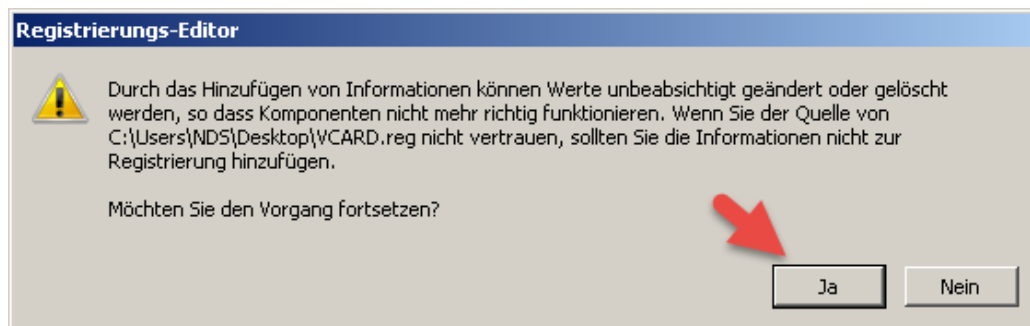 Registrierungs-Editor
Durch das Hinzufügen von Informationen können Werte unbeabsichtigt geändert oder gelöscht
werden, so dass Komponenten nicht mehr richtig funktionieren. Wenn Sie der Quelle von
C:\Users\NDS\Desktop\VCARD.reg nicht vertrauen, sollten Sie die Informationen nicht zur
Registrierung hinzufügen.
Möchten Sie den Vorgang fortsetzen?
Ja Nein